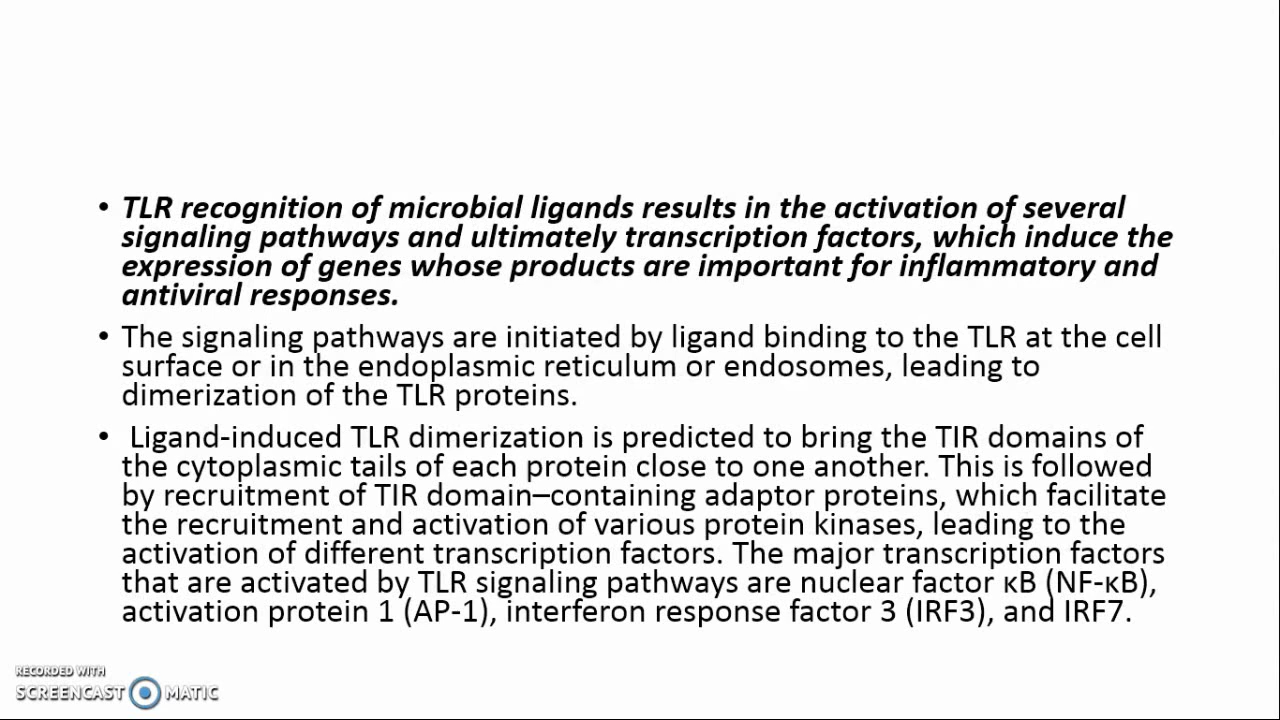 • TLR recognition of microbial ligands results in the activation of several
signaling pathways and ultimately transcription factors, which induce the
expression of genes whose products are important for inflammatory and
antiviral responses.
• The signaling pathways are initiated by ligand binding to the TLR at the cell
surface or in the endoplasmic reticulum or endosomes, leading to
dimerization of the TLR proteins.
• Ligand-induced TLR dimerization is predicted to bring the TIR domains of
the cytoplasmic tails of each protein close to one another. This is followed
by recruitment of TIR domain–containing adaptor proteins, which facilitate
the recruitment and activation of various protein kinases, leading to the
activation of different transcription factors. The major transcription factors
that are activated by TLR signaling pathways are nuclear factor κB (NF-κB),
activation protein 1 (AP-1), interferon response factor 3 (IRF3), and IRF7.
RECORDED WITH
SCREENCAST MATIC